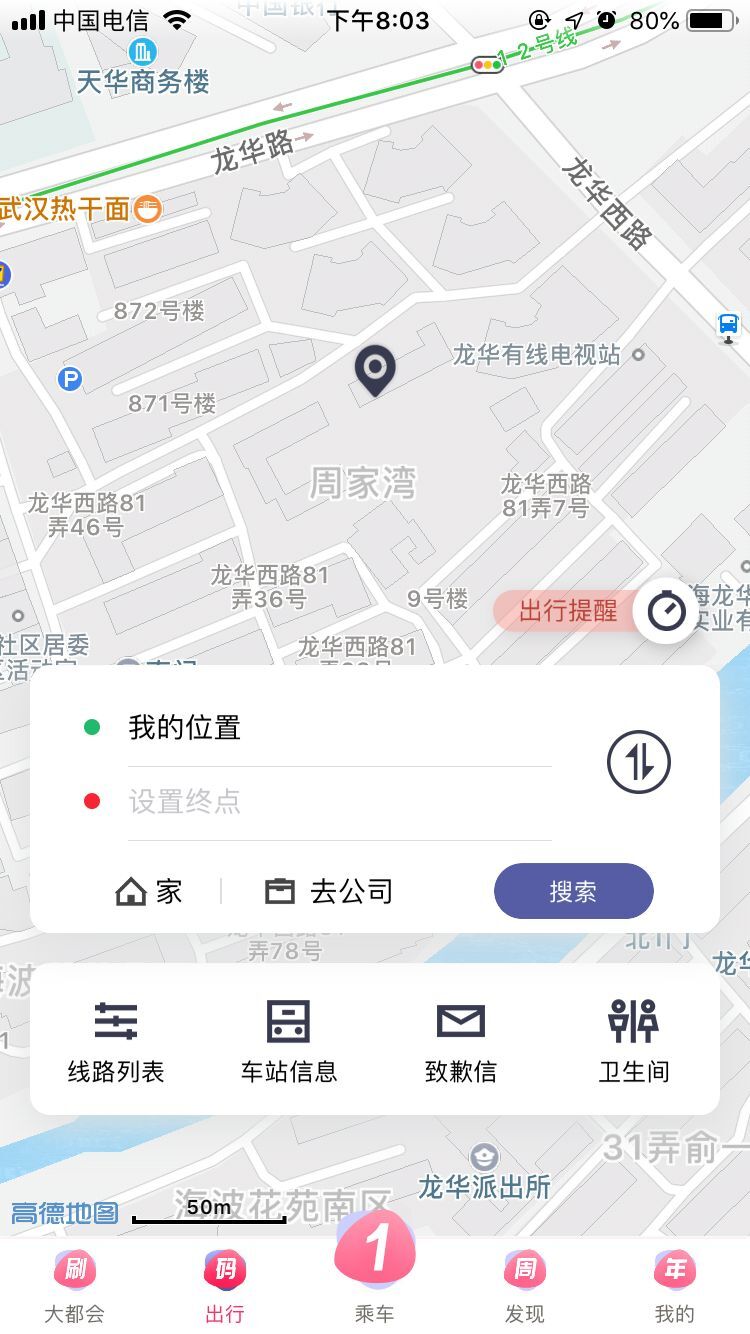 中国电信
下午8:03
80%
中国银行
天华商务楼
1-2号线
龙华路
龙华西路
武汉热干面
872号楼
龙华有线电视站
P
871号楼
周家湾
龙华西路
81弄7号
龙华西路81
弄46号
龙华西路81
弄36号
9号楼
出行提醒
海龙华
实业有
社区居委
龙华西路81
我的位置
设置终点
家
去公司
搜索
弄78号
海波
龙华
线路列表
车站信息
致歉信
卫生间
31弄俞一
龙华派出所
海波花苑南区
高德地图
50m
刷
码
1
周
年
大都会
出行
乘车
发现
我的